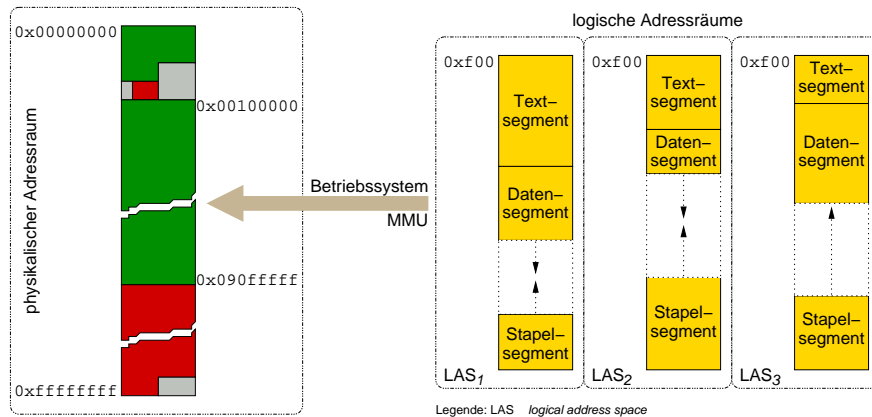 physikalischer Adressraum
0x00000000
0x00100000
0x090fffff
0xffffffff
Betriebssystem
MMU
logische Adressräume
0xf00
Text–
segment
Daten–
segment
Stapel–
segment
LAS1
0xf00
Text–
segment
Daten–
segment
Stapel–
segment
LAS2
0xf00
Text–
segment
Daten–
segment
Stapel–
segment
LAS3
Legende: LAS logical address space